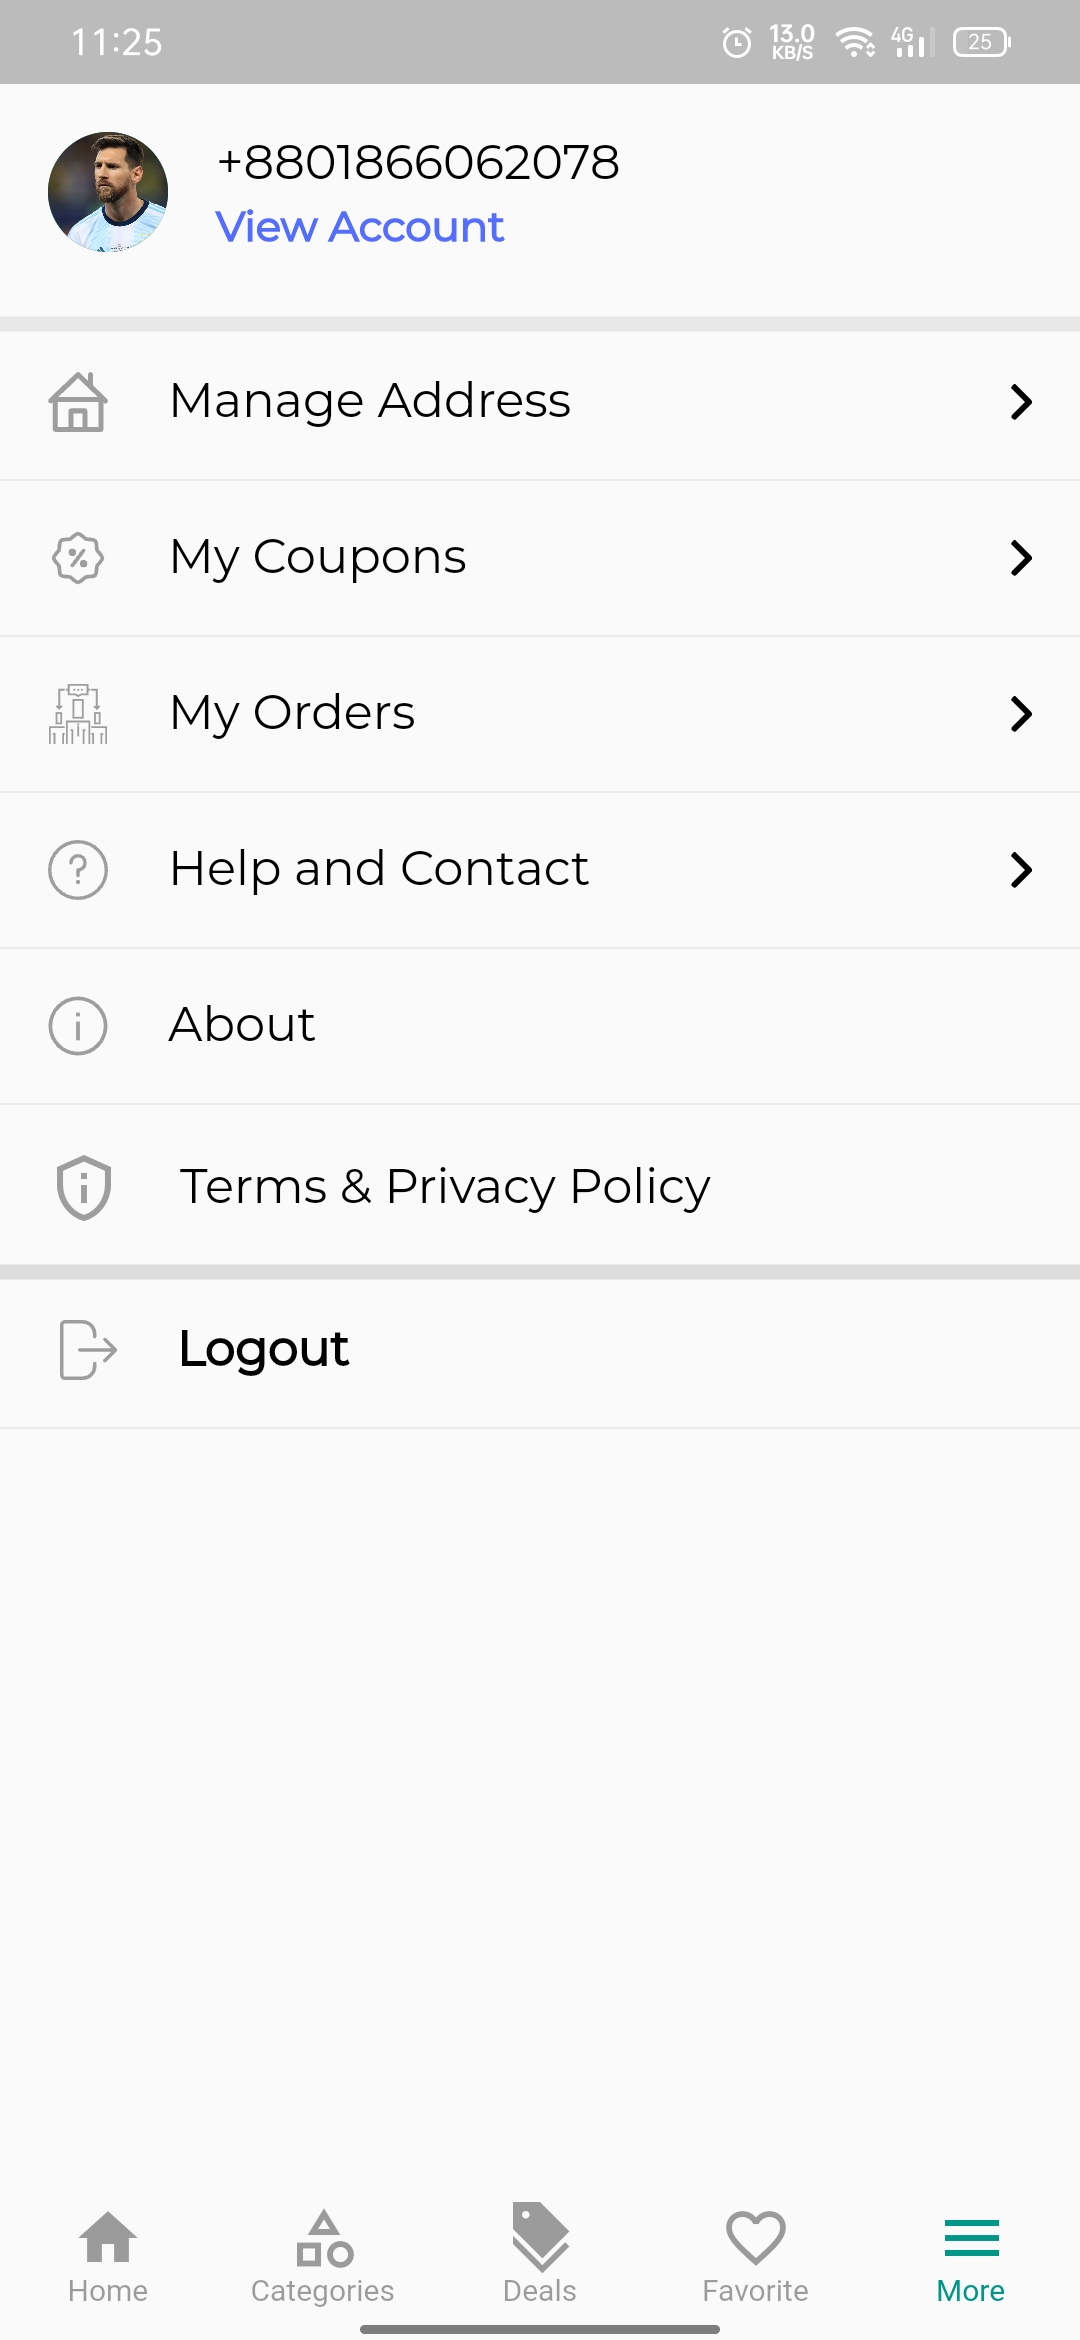 11:25
13.0
KB/S
4G
25
+8801866062078
View Account
Manage Address
My Coupons
My Orders
Help and Contact
About
Terms & Privacy Policy
Logout
Home
Categories
Deals
Favorite
More